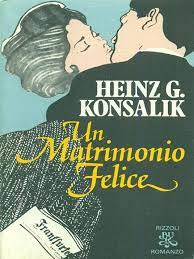 HEINZ G.
KONSALIK
Un
Matrimonio
Felice
Frankfurt
RIZZOLI
BUR
ROMANZO